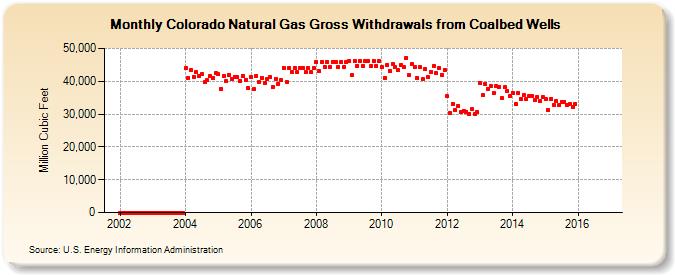 Monthly Colorado Natural Gas Gross Withdrawals from Coalbed Wells
Million Cubic Feet
50,000
40,000
30,000
20,000
10,000
0
2002 2004 2006 2008 2010 2012 2014 2016
Source: U.S. Energy Information Administration